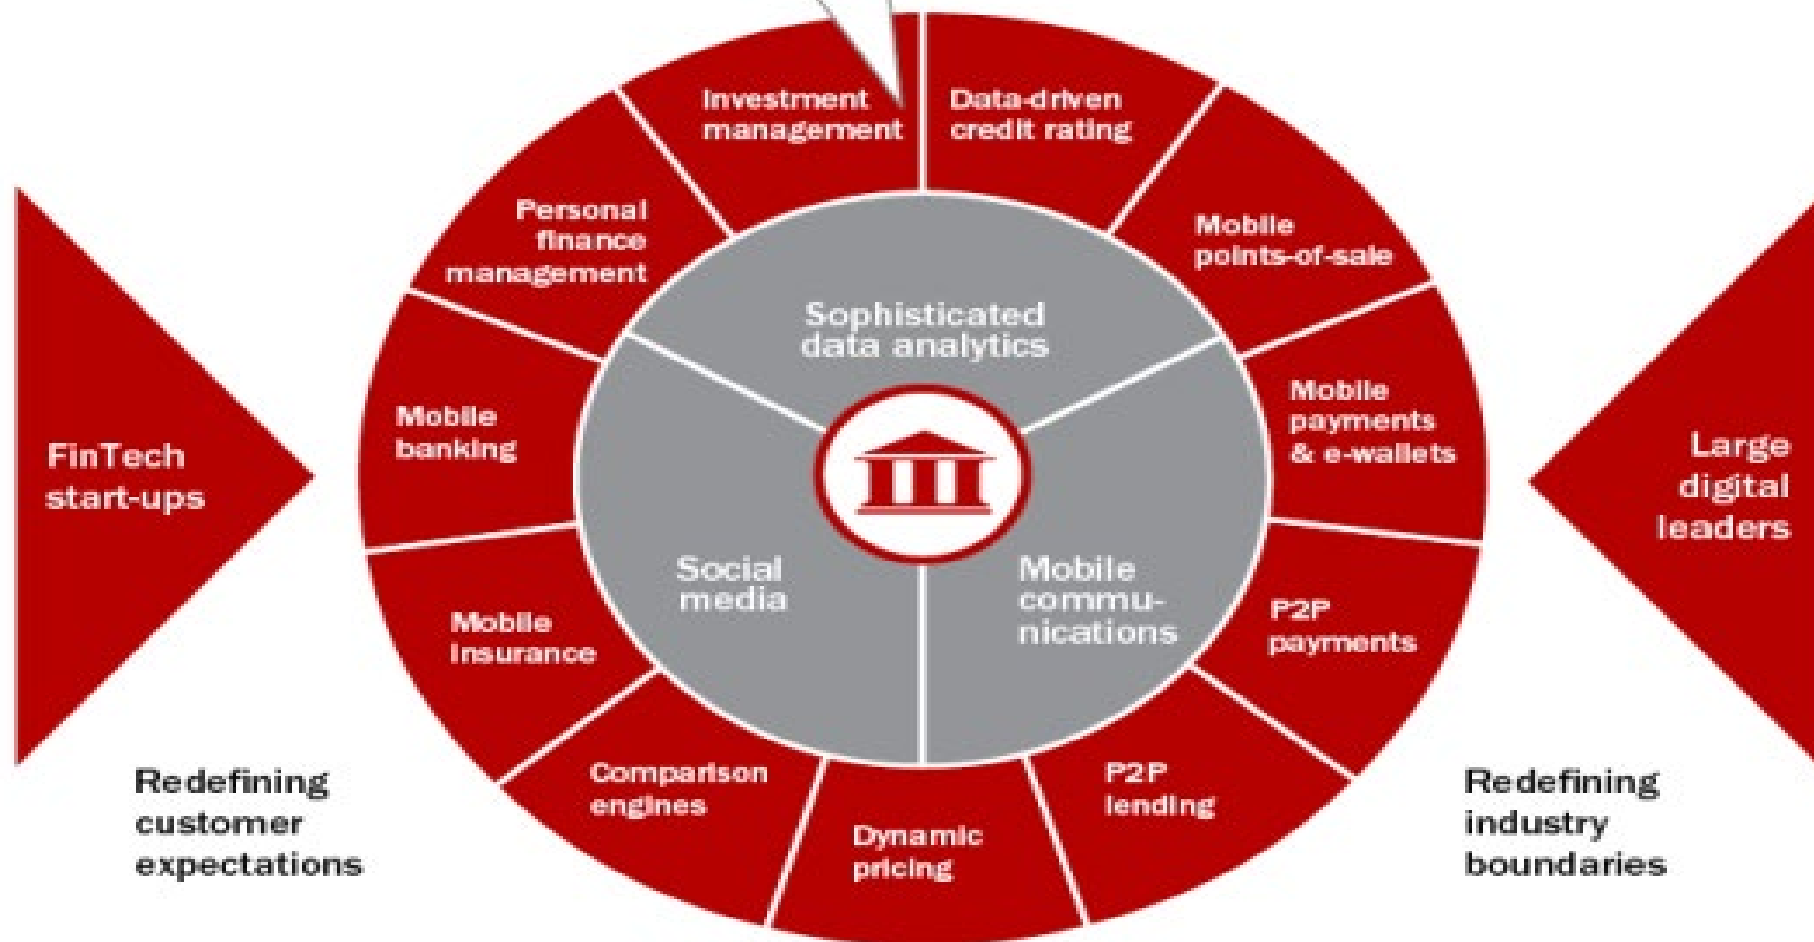 Investment
management
Data-driven
credit rating
Personal
finance
management
Mobile
points-of-sale
Sophisticated
data analytics
Mobile
banking
Mobile
payments
& e-wallets
FinTech
start-ups
Large
digital
leaders
Social
media
Mobile
commu-
nications
Mobile
insurance
P2P
payments
Comparison
engines
P2P
lending
Dynamic
pricing
Redefining
customer
expectations
Redefining
industry
boundaries